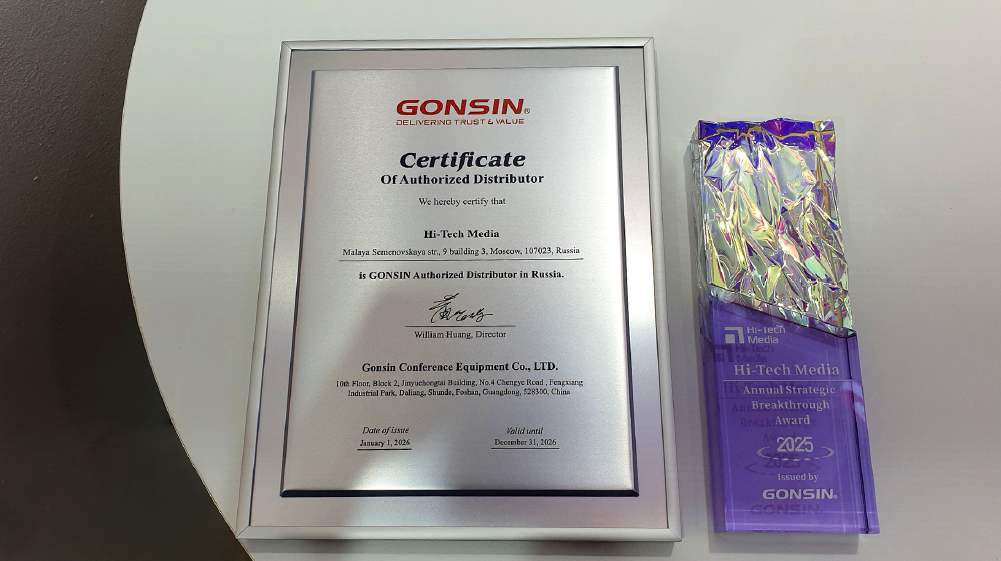 GONSIN®
DELIVERING TRUST & VALUE
Certificate
Of Authorized Distributor
We hereby certify that
Hi-Tech Media
Malaya Semenovskaya str., 9 building 3, Moscow, 107023, Russia
is GONSIN Authorized Distributor in Russia.
William Huang, Director
Gonsin Conference Equipment Co., LTD.
10th Floor, Block 2, Jinyuchongtai Building, No.4 Chengye Road , Fengxiang
Industrial Park, Daliang, Shunde, Foshan, Guangdong, 528300, China
Date of Issue
January 1, 2026
Valid until
December 31, 2026
Hi-Tech
Media
Hi-Tech Media
Annual Strategic
Breakthrough
Award
2025
Issued by
GONSIN®